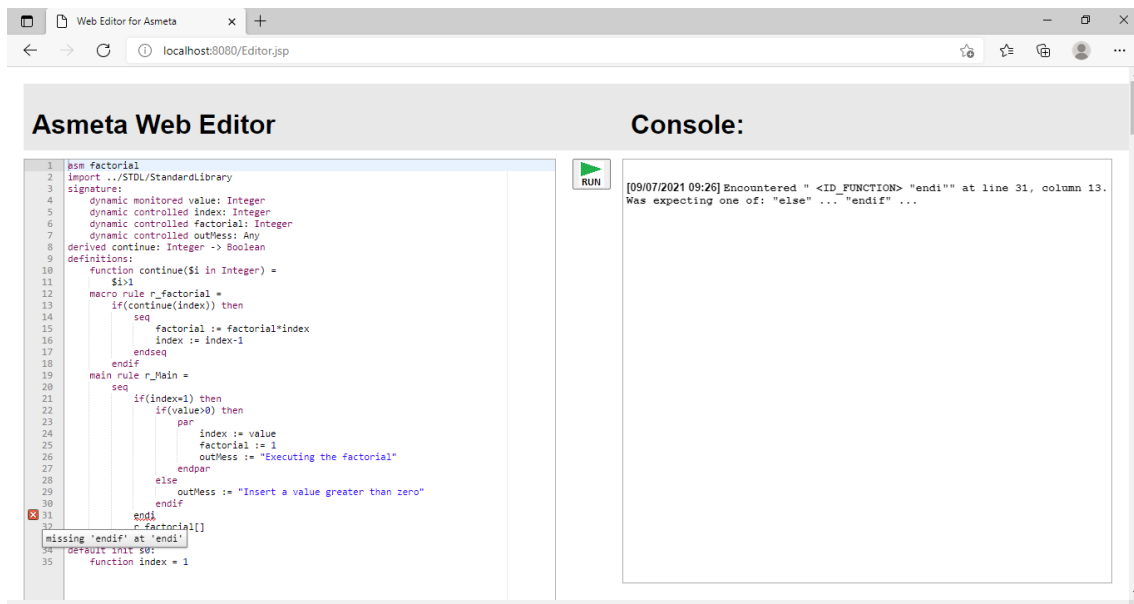 Web Editor for Asmeta
localhost:8080/Editor.jsp
Asmeta Web Editor
Console:
1 asm factorial
2 import ../STDL/StandardLibrary
3 signature:
4 dynamic monitored value: Integer
5 dynamic controlled index: Integer
6 dynamic controlled factorial: Integer
7 dynamic controlled outMess: Any
8 derived continue: Integer -> Boolean
9 definitions:
10 function continue($i in Integer) =
11 $i>1
12 macro rule r_factorial =
13 if(continue(index)) then
14 seq
15 factorial := factorial*index
16 index := index-1
17 endseq
18 endif
19 main rule r_Main =
20 seq
21 if(index=1) then
22 if(value>0) then
23 par
24 index := value
25 factorial := 1
26 outMess := "Executing the factorial"
27 endpar
28 else
29 outMess := "Insert a value greater than zero"
30 endif
31 endi
32 r_factorial[]
missing 'endif' at 'endi'
34 default init s0:
35 function index = 1
RUN
[09/07/2021 09:26] Encountered " <ID_FUNCTION> "endi"" at line 31, column 13.
Was expecting one of: "else" ... "endif" ...